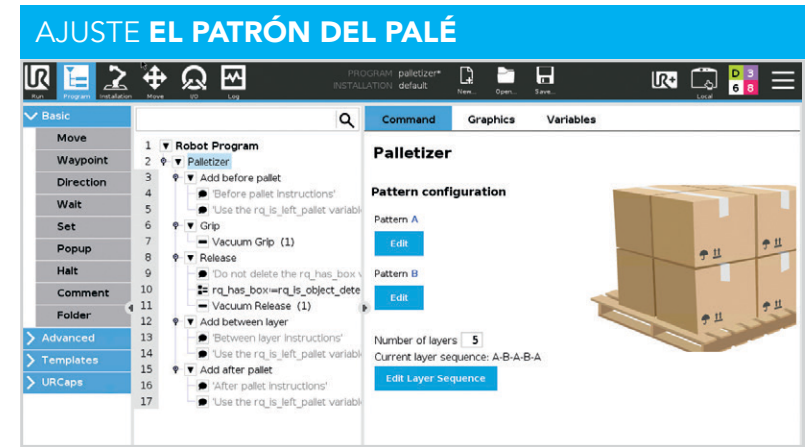 AJUSTE EL PATRÓN DEL PALÉ
UR
Run
Program
Installation
Move
I/O
Log
PROGRAM palletizer*
INSTALLATION default
New...
Open...
Save...
UR+
Local
D 3
6 8
Basic
Move
Waypoint
Direction
Wait
Set
Popup
Halt
Comment
Folder
Advanced
Templates
URCaps
1 Robot Program
2 Palletizer
3 Add before pallet
4 'Before pallet instructions'
5 'Use the rq_is_left_pallet variabl
6 Grip
7 Vacuum Grip (1)
8 Release
9 'Do not delete the rq_has_box v
10 rq_has_box:=rq_is_object_dete
11 Vacuum Release (1)
12 Add between layer
13 'Between layer instructions'
14 'Use the rq_is_left_pallet variabl
15 Add after pallet
16 'After pallet instructions'
17 'Use the rq_is_left_pallet variabl
Command Graphics Variables
Palletizer
Pattern configuration
Pattern A
Edit
Pattern B
Edit
Number of layers 5
Current layer sequence: A-B-A-B-A
Edit Layer Sequence